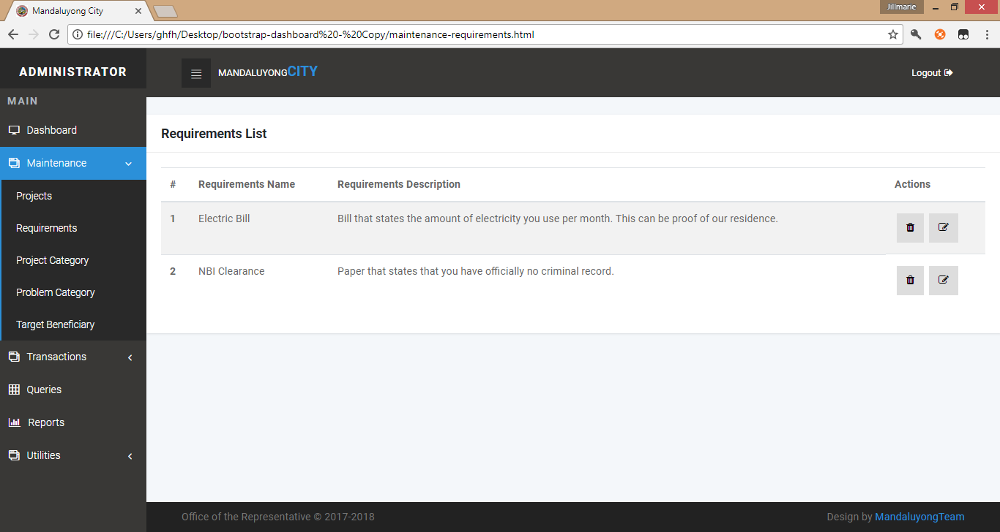 Mandaluyong City
Jillmarie
file:///C:/Users/ghfh/Desktop/bootstrap-dashboard%20-%20Copy/maintenance-requirements.html
ADMINISTRATOR
MANDALUYONGCITY
Logout
MAIN
Dashboard
Maintenance
Projects
Requirements
Project Category
Problem Category
Target Beneficiary
Transactions
Queries
Reports
Utilities
Requirements List
# Requirements Name Requirements Description Actions
1 Electric Bill Bill that states the amount of electricity you use per month. This can be proof of our residence.
2 NBI Clearance Paper that states that you have officially no criminal record.
Office of the Representative © 2017-2018
Design by MandaluyongTeam